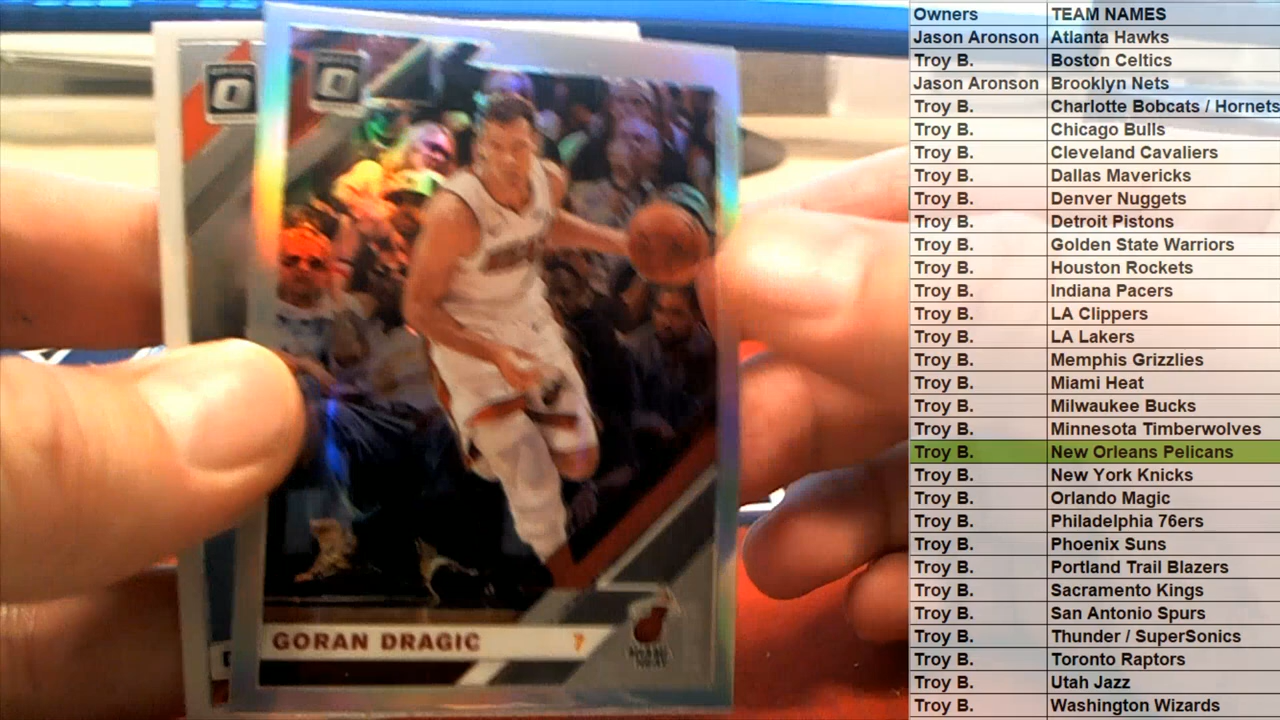 Owners TEAM NAMES
Jason Aronson Atlanta Hawks
Troy B. Boston Celtics
Jason Aronson Brooklyn Nets
Troy B. Charlotte Bobcats / Hornets
Troy B. Chicago Bulls
Troy B. Cleveland Cavaliers
Troy B. Dallas Mavericks
Troy B. Denver Nuggets
Troy B. Detroit Pistons
Troy B. Golden State Warriors
Troy B. Houston Rockets
Troy B. Indiana Pacers
Troy B. LA Clippers
Troy B. LA Lakers
Troy B. Memphis Grizzlies
Troy B. Miami Heat
Troy B. Milwaukee Bucks
Troy B. Minnesota Timberwolves
Troy B. New Orleans Pelicans
Troy B. New York Knicks
Troy B. Orlando Magic
Troy B. Philadelphia 76ers
Troy B. Phoenix Suns
Troy B. Portland Trail Blazers
Troy B. Sacramento Kings
Troy B. San Antonio Spurs
Troy B. Thunder / SuperSonics
Troy B. Toronto Raptors
Troy B. Utah Jazz
Troy B. Washington Wizards
GORAN DRAGIC 7
MIAMI HEAT